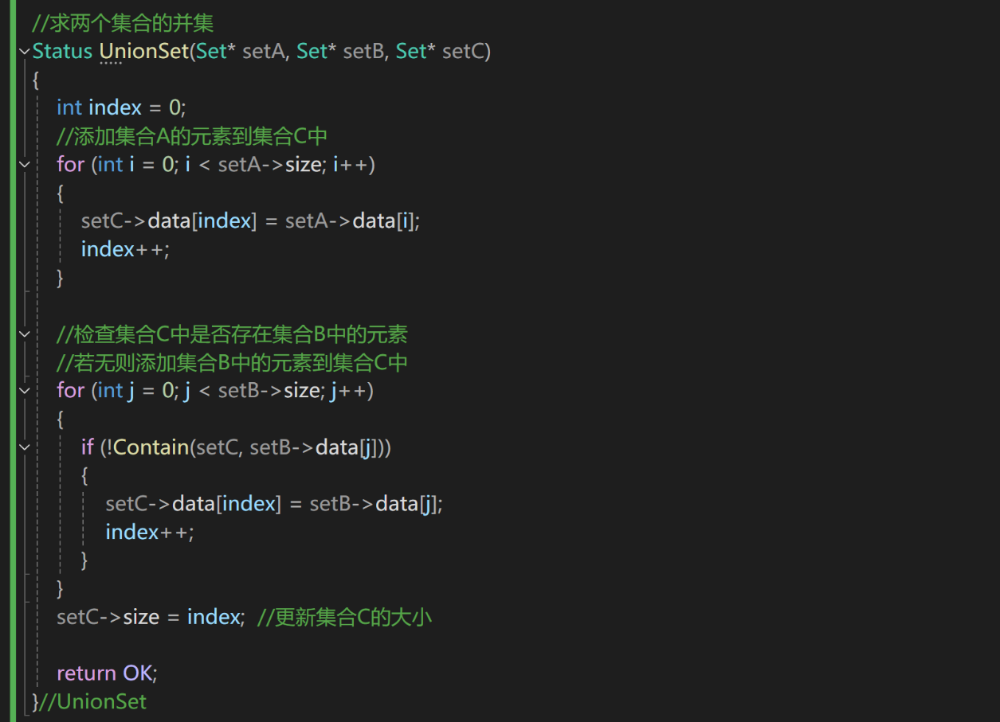 //求两个集合的并集
Status UnionSet(Set* setA, Set* setB, Set* setC)
{
int index = 0;
//添加集合A的元素到集合C中
for (int i = 0; i < setA->size; i++)
{
setC->data[index] = setA->data[i];
index++;
}
//检查集合C中是否存在集合B中的元素
//若无则添加集合B中的元素到集合C中
for (int j = 0; j < setB->size; j++)
{
if (!Contain(setC, setB->data[j]))
{
setC->data[index] = setB->data[j];
index++;
}
}
setC->size = index; //更新集合C的大小
return OK;
}//UnionSet